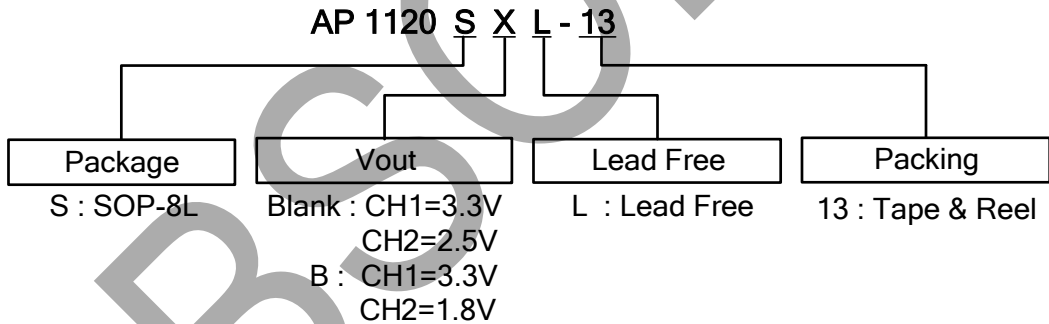 AP 1120 S X L - 13
Package
Vout
Lead Free
Packing
S : SOP-8L
Blank : CH1=3.3V
CH2=2.5V
B : CH1=3.3V
CH2=1.8V
L : Lead Free
13 : Tape & Reel